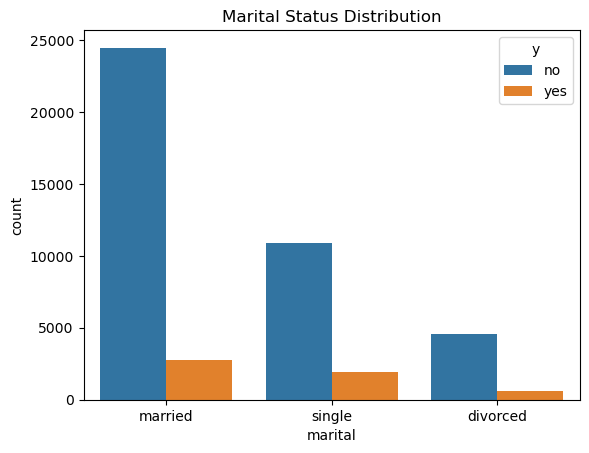 Marital Status Distribution
y
no
yes
25000
20000
15000
10000
5000
0
count
married single divorced
marital